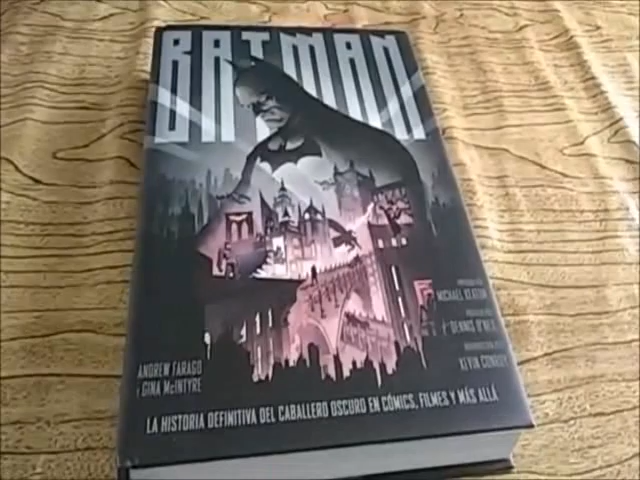 BATMAN
MICHAEL KEATON
DENNIS O'NEIL
KEVIN CONROY
ANDREW FARAGO
Y GINA McINTYRE
LA HISTORIA DEFINITIVA DEL CABALLERO OSCURO EN CÓMICS, FILMES Y MÁS ALLÁ